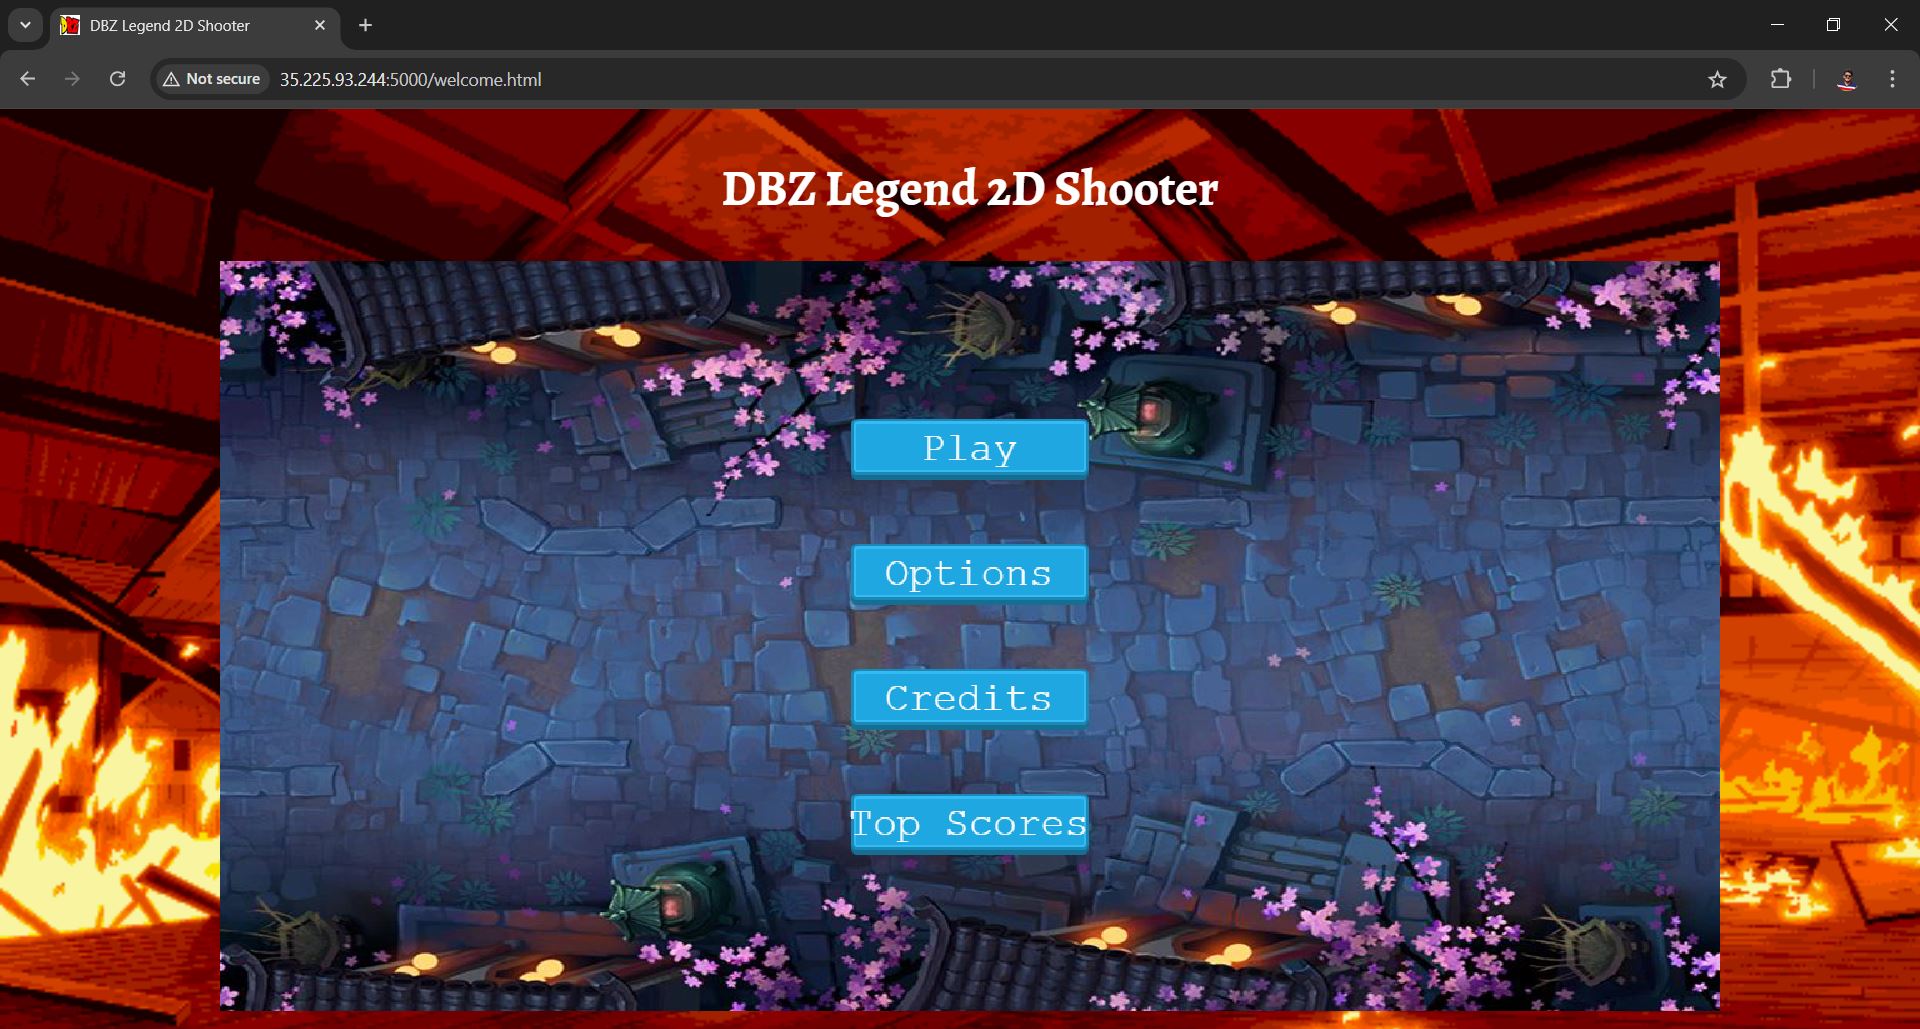 DBZ Legend 2D Shooter
Not secure 35.225.93.244:5000/welcome.html
DBZ Legend 2D Shooter
Play
Options
Credits
Top Scores